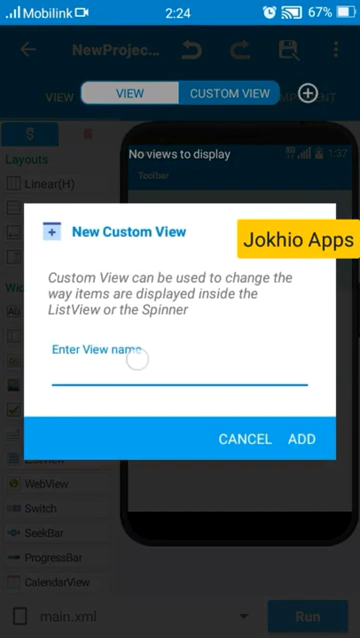 Mobilink
2:24
67%
NewProjec...
VIEW
VIEW
CUSTOM VIEW
No views to display
1:37
Toolbar
Layouts
Linear(H)
New Custom View
Jokhio Apps
Custom View can be used to change the
way items are displayed inside the
ListView or the Spinner
Enter View name
CANCEL
ADD
WebView
Switch
SeekBar
ProgressBar
CalendarView
main.xml
Run